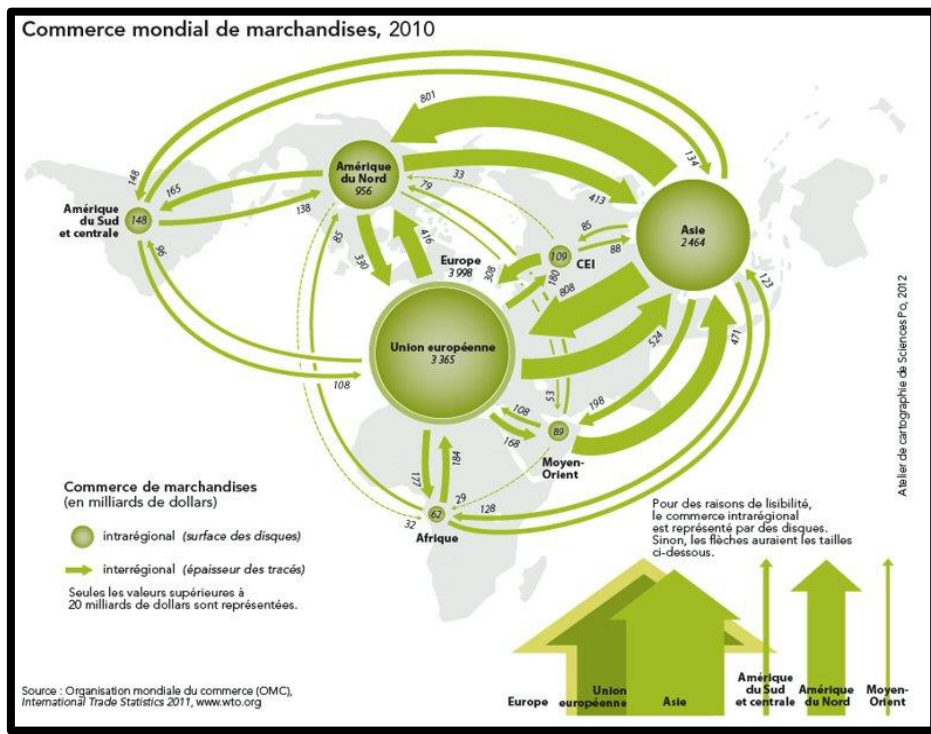 Commerce mondial de marchandises, 2010
801
134
148
165
Amérique
du Nord
956
33
79
413
138
Amérique
du Sud
et centrale
148
Asie
2 464
85
88
109
CEI
85
330
416
Europe
3 998
308
180
808
96
123
Union européenne
3 365
524
471
108
53
198
108
168
89
Moyen-
Orient
177
184
29
128
62
32
Afrique
Commerce de marchandises
(en milliards de dollars)
intrarégional (surface des disques)
interrégional (épaisseur des tracés)
Seules les valeurs supérieures à
20 milliards de dollars sont représentées.
Pour des raisons de lisibilité,
le commerce intrarégional
est représenté par des disques.
Sinon, les flèches auraient les tailles
ci-dessous.
Europe
Union
européenne
Asie
Amérique
du Sud
et centrale
Amérique
du Nord
Moyen-
Orient
Source : Organisation mondiale du commerce (OMC),
International Trade Statistics 2011, www.wto.org
Atelier de cartographie de Sciences Po, 2012